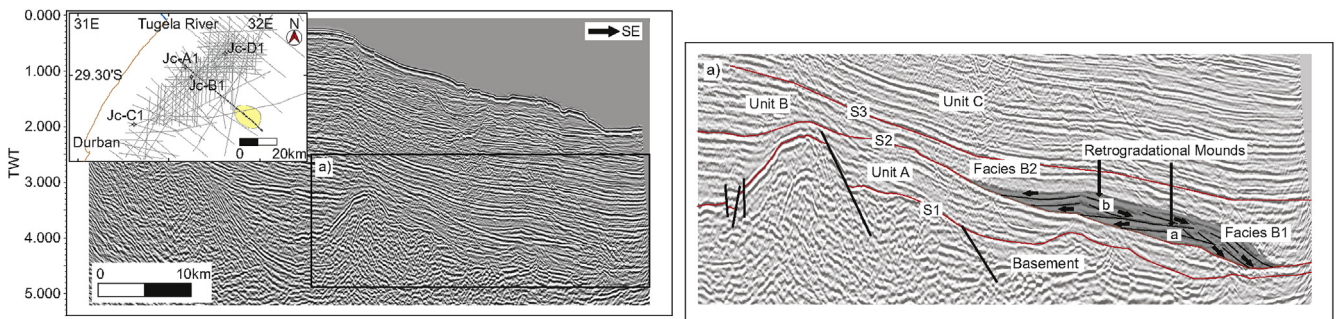 0.000
1.000
2.000
3.000
4.000
5.000
TWT
31E
Tugela River
32E
N
Jc-D1
Jc-A1
29.30'S
Jc-B1
Jc-C1
Durban
0
20km
SE
a)
0
10km
a)
Unit B
S3
Unit C
S2
Retrogradational Mounds
Unit A
Facies B2
S1
b
a
Facies B1
Basement